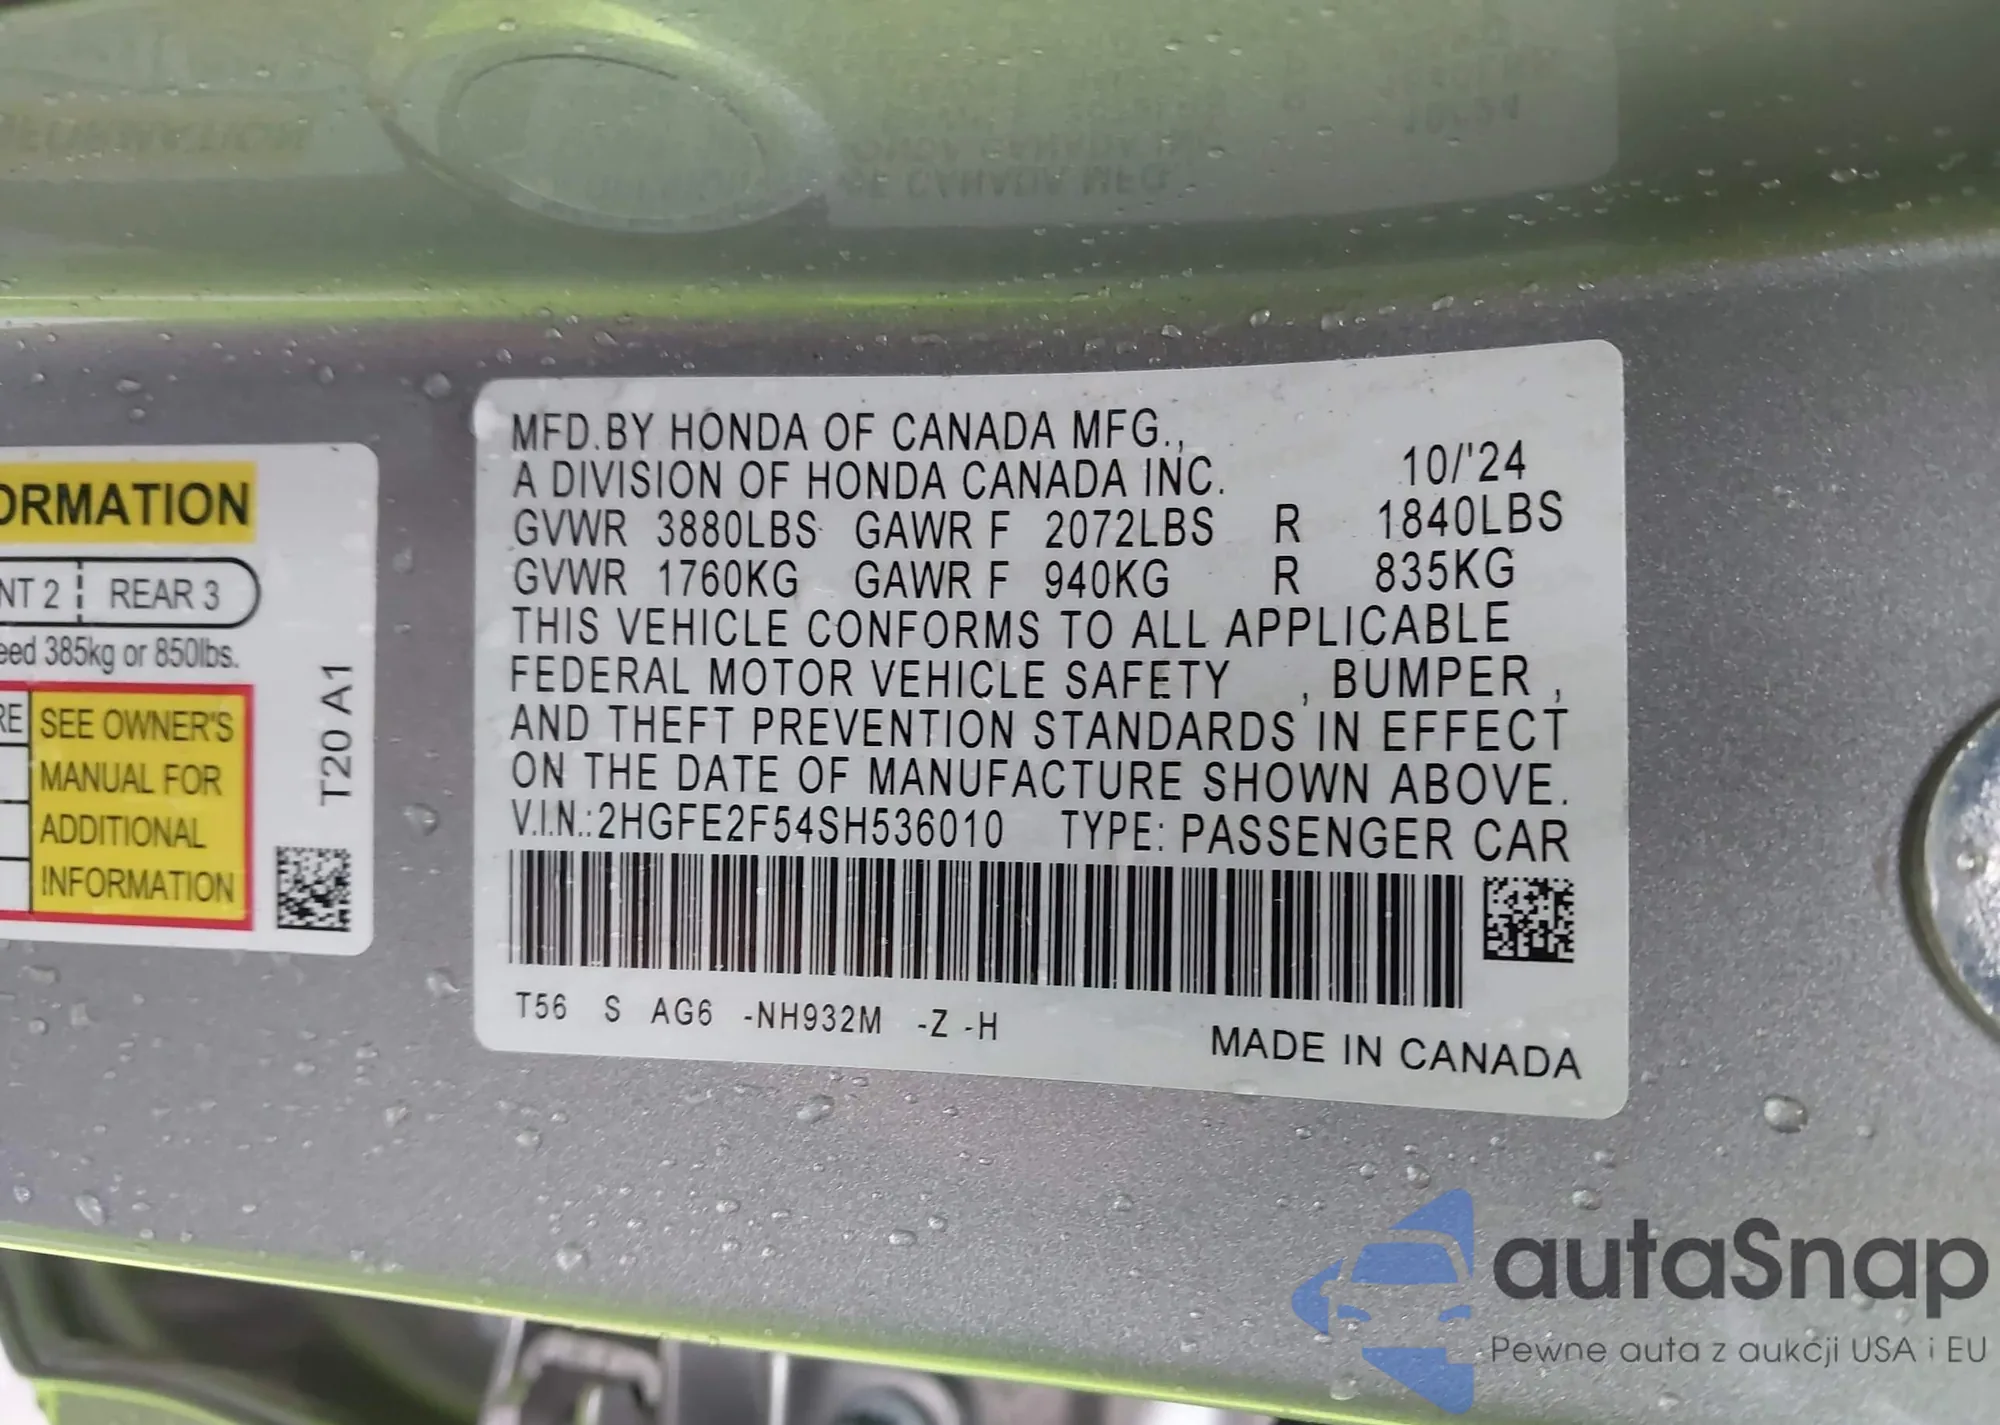 ORMATION
NT 2 REAR 3
eed 385kg or 850lbs.
RE SEE OWNER'S
MANUAL FOR
ADDITIONAL
INFORMATION
T20 A1
MFD.BY HONDA OF CANADA MFG.,
A DIVISION OF HONDA CANADA INC. 10/'24
GVWR 3880LBS GAWR F 2072LBS R 1840LBS
GVWR 1760KG GAWR F 940KG R 835KG
THIS VEHICLE CONFORMS TO ALL APPLICABLE
FEDERAL MOTOR VEHICLE SAFETY , BUMPER ,
AND THEFT PREVENTION STANDARDS IN EFFECT
ON THE DATE OF MANUFACTURE SHOWN ABOVE.
V.I.N.:2HGFE2F54SH536010 TYPE: PASSENGER CAR
T56 S AG6 -NH932M -Z -H
MADE IN CANADA
autaSnap
Pewne auta z aukcji USA i EU